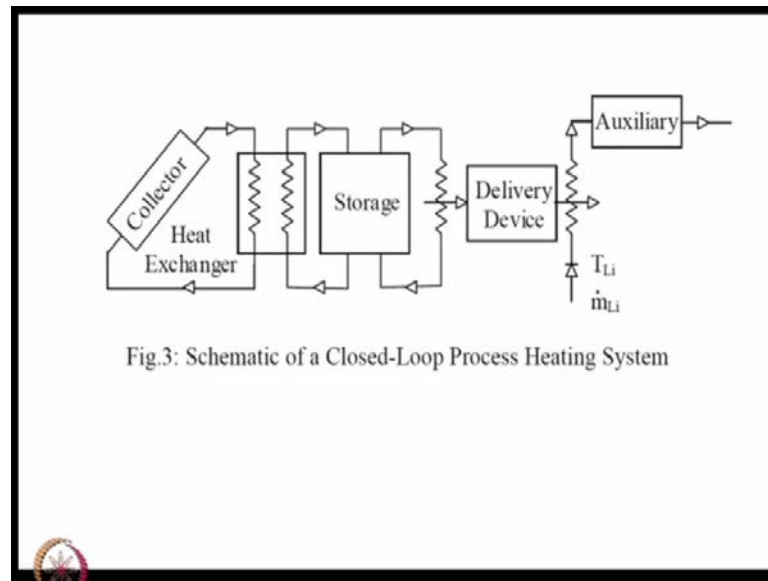 Collector
Heat
Exchanger
Storage
Delivery
Device
Auxiliary
T_Li
ṁ_Li
Fig.3: Schematic of a Closed-Loop Process Heating System